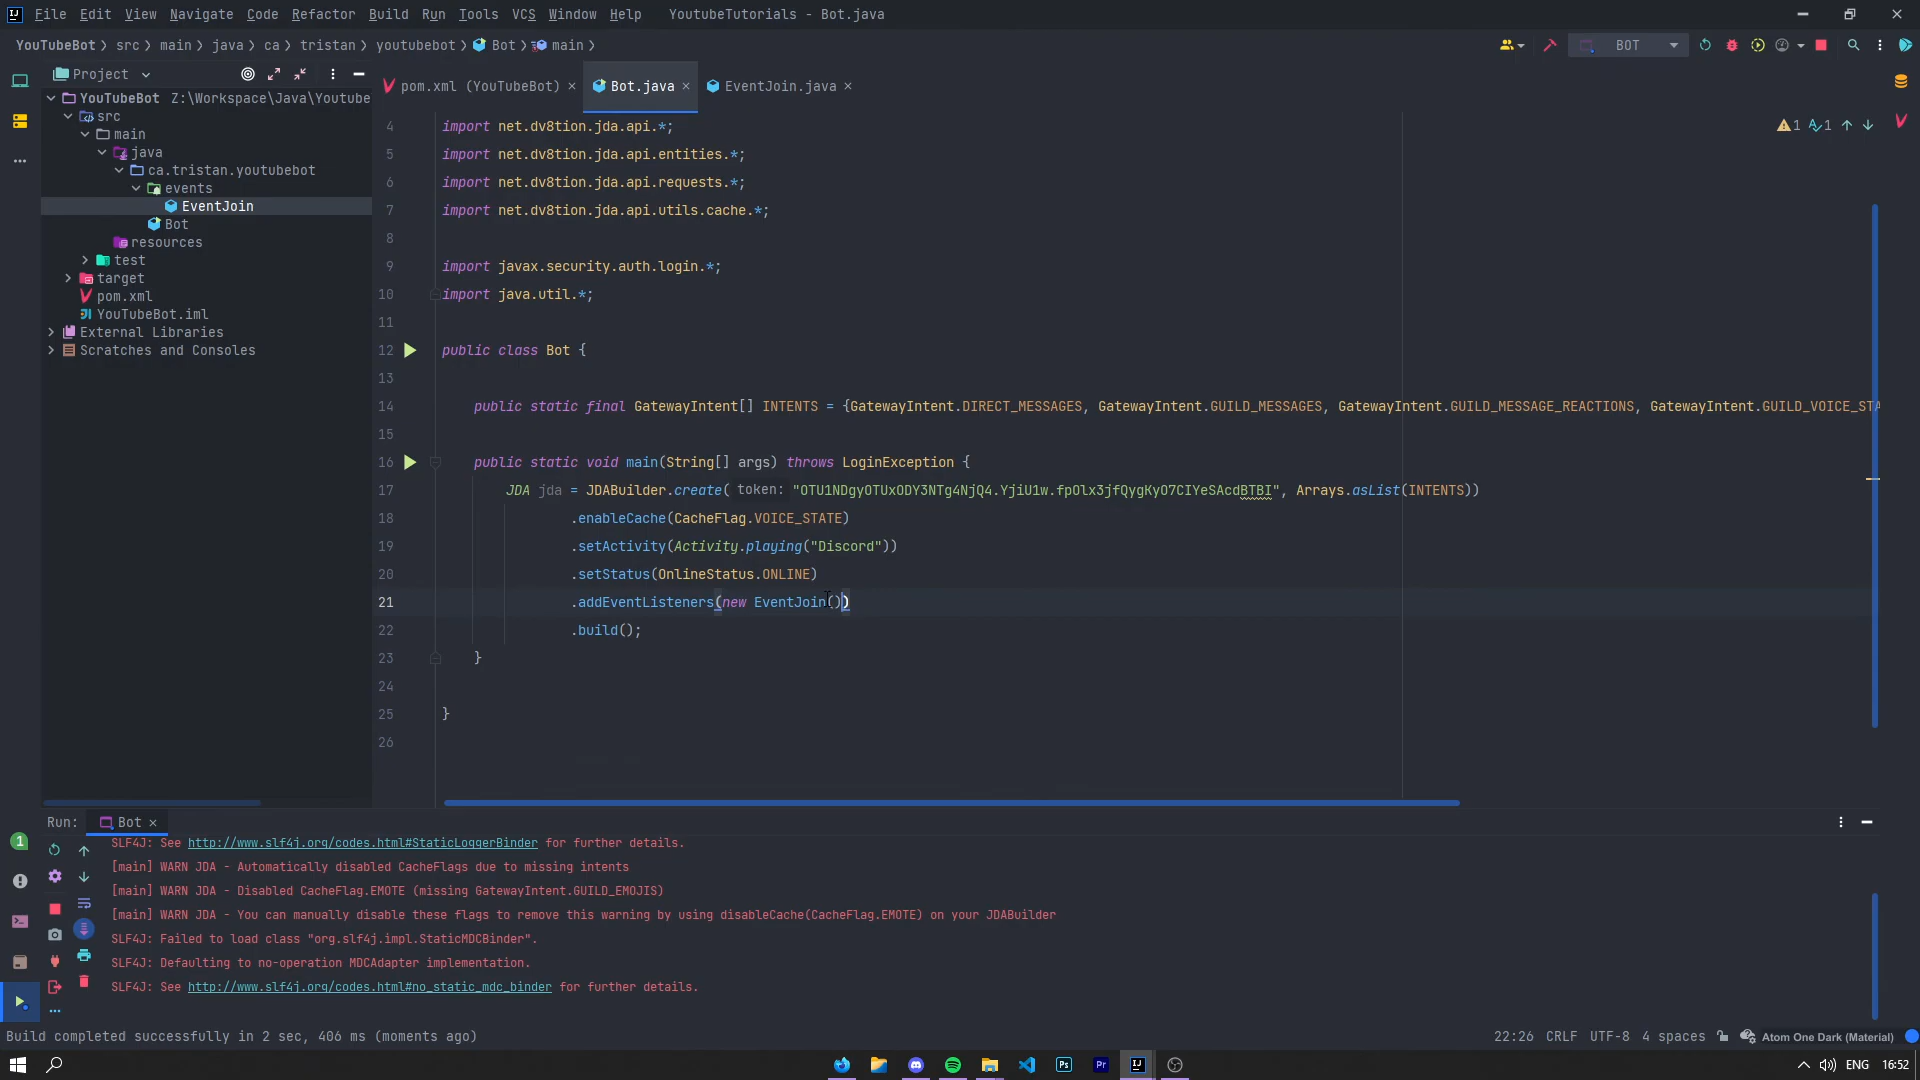 File Edit View Navigate Code Refactor Build Run Tools VCS Window Help YoutubeTutorials - Bot.java
YouTubeBot > src > main > java > ca > tristan > youtubebot > Bot > main >
BOT
Project
pom.xml (YouTubeBot) × Bot.java × EventJoin.java ×
YouTubeBot Z:\Workspace\Java\Youtube
src
main
java
ca.tristan.youtubebot
events
EventJoin
Bot
resources
test
target
pom.xml
YouTubeBot.iml
External Libraries
Scratches and Consoles
1 1
4 import net.dv8tion.jda.api.*;
5 import net.dv8tion.jda.api.entities.*;
6 import net.dv8tion.jda.api.requests.*;
7 import net.dv8tion.jda.api.utils.cache.*;
8
9 import javax.security.auth.login.*;
10 import java.util.*;
11
12 public class Bot {
13
14 public static final GatewayIntent[] INTENTS = {GatewayIntent.DIRECT_MESSAGES, GatewayIntent.GUILD_MESSAGES, GatewayIntent.GUILD_MESSAGE_REACTIONS, GatewayIntent.GUILD_VOICE_STA
15
16 public static void main(String[] args) throws LoginException {
17 JDA jda = JDABuilder.create( token: "OTU1NDgyOTUxODY3NTg4NjQ4.YjiU1w.fpOlx3jfQygKyO7CIYeSAcdBTBI", Arrays.asList(INTENTS))
18 .enableCache(CacheFlag.VOICE_STATE)
19 .setActivity(Activity.playing("Discord"))
20 .setStatus(OnlineStatus.ONLINE)
21 .addEventListeners(new EventJoin())
22 .build();
23 }
24
25 }
26
Run: Bot ×
SLF4J: See http://www.slf4j.org/codes.html#StaticLoggerBinder for further details.
[main] WARN JDA - Automatically disabled CacheFlags due to missing intents
[main] WARN JDA - Disabled CacheFlag.EMOTE (missing GatewayIntent.GUILD_EMOJIS)
[main] WARN JDA - You can manually disable these flags to remove this warning by using disableCache(CacheFlag.EMOTE) on your JDABuilder
SLF4J: Failed to load class "org.slf4j.impl.StaticMDCBinder".
SLF4J: Defaulting to no-operation MDCAdapter implementation.
SLF4J: See http://www.slf4j.org/codes.html#no_static_mdc_binder for further details.
Build completed successfully in 2 sec, 406 ms (moments ago) 22:26 CRLF UTF-8 4 spaces Atom One Dark (Material)
ENG 16:52